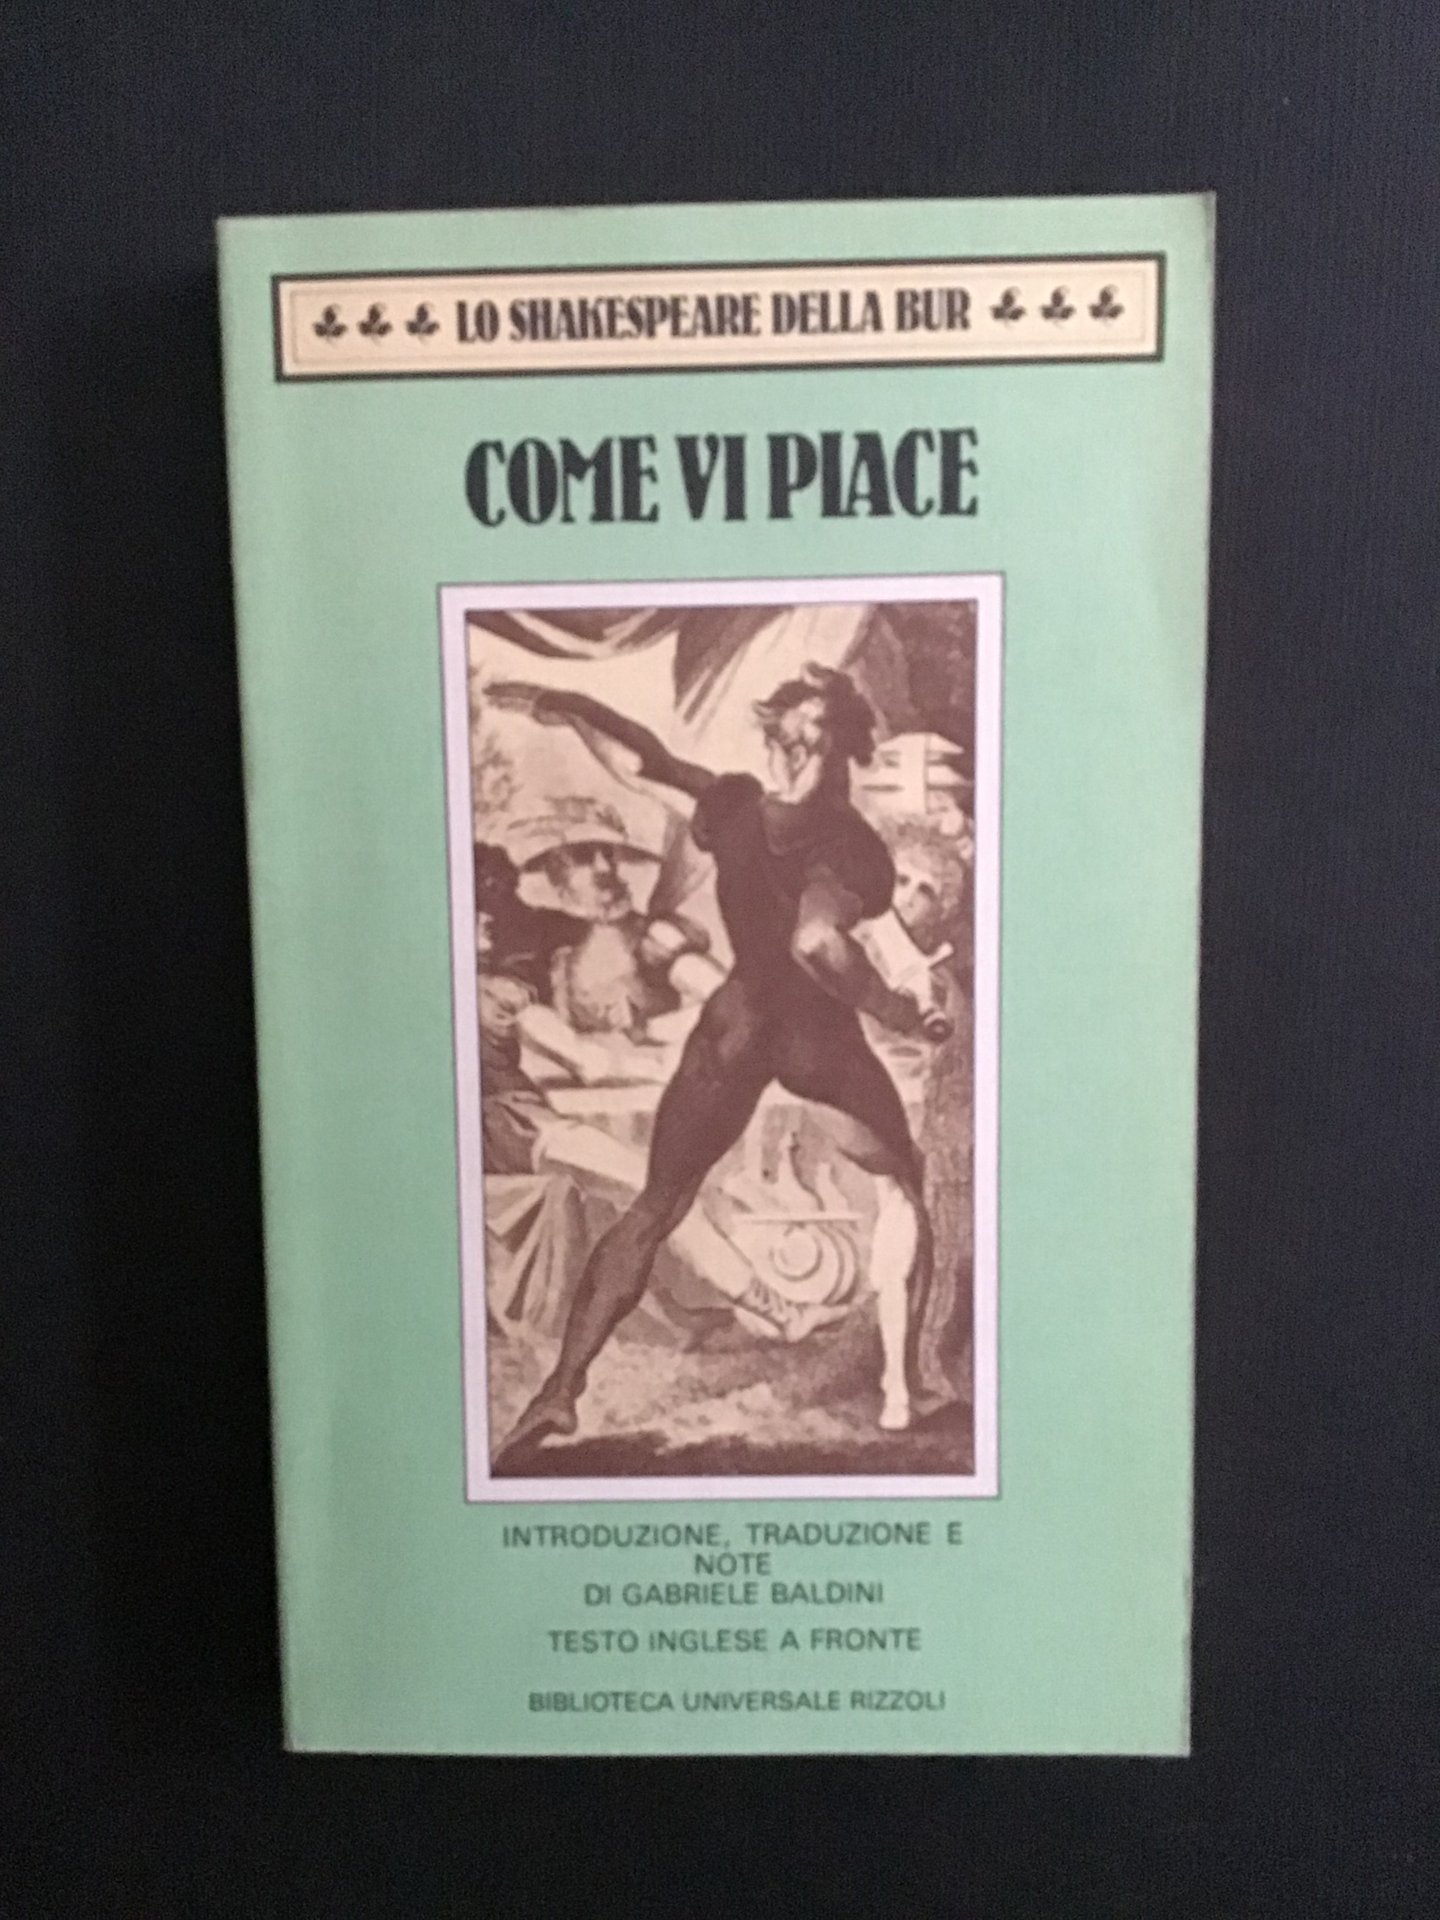 LO SHAKESPEARE DELLA BUR
COME VI PIACE
INTRODUZIONE, TRADUZIONE E
NOTE
DI GABRIELE BALDINI
TESTO INGLESE A FRONTE
BIBLIOTECA UNIVERSALE RIZZOLI